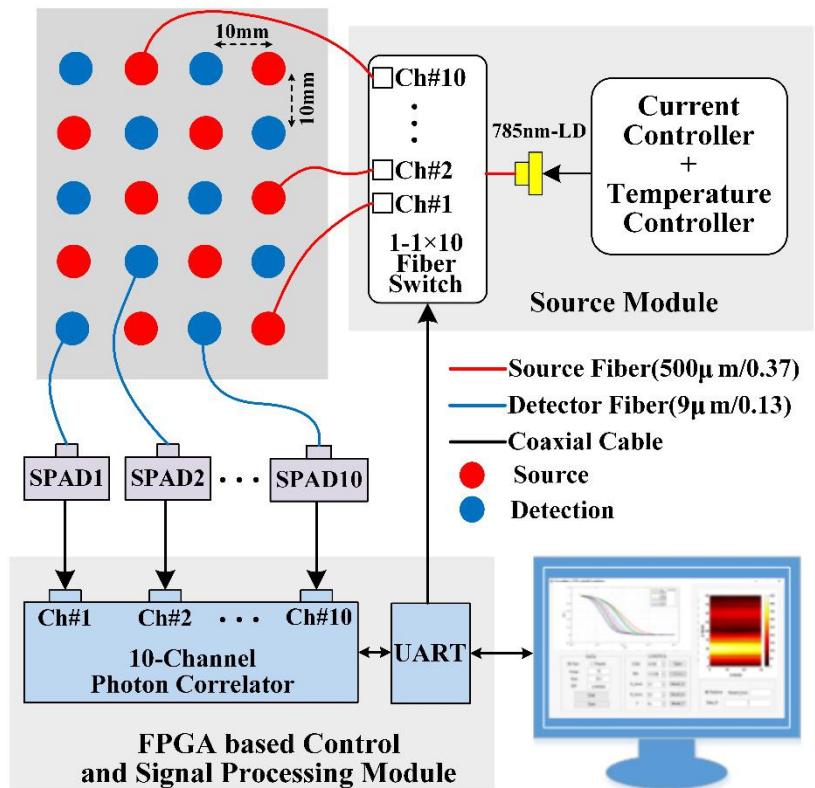 10mm
10mm
Ch#10
Ch#2
Ch#1
1-1×10
Fiber
Switch
785nm-LD
Current
Controller
+
Temperature
Controller
Source Module
Source Fiber(500μ m/0.37)
Detector Fiber(9μ m/0.13)
Coaxial Cable
Source
Detection
SPAD1
SPAD2
SPAD10
Ch#1
Ch#2
Ch#10
10-Channel
Photon Correlator
UART
FPGA based Control
and Signal Processing Module